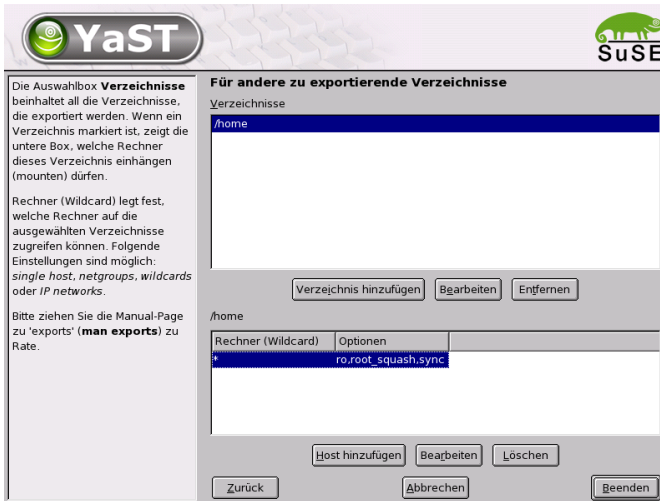 YaST
SuSE
Die Auswahlbox Verzeichnisse
beinhaltet all die Verzeichnisse,
die exportiert werden. Wenn ein
Verzeichnis markiert ist, zeigt die
untere Box, welche Rechner
dieses Verzeichnis einhängen
(mounten) dürfen.
Rechner (Wildcard) legt fest,
welche Rechner auf die
ausgewählten Verzeichnisse
zugreifen können. Folgende
Einstellungen sind möglich:
single host, netgroups, wildcards
oder IP networks.
Bitte ziehen Sie die Manual-Page
zu 'exports' (man exports) zu
Rate.
Für andere zu exportierende Verzeichnisse
Verzeichnisse
/home
Verzeichnis hinzufügen Bearbeiten Entfernen
/home
Rechner (Wildcard) Optionen
* ro,root_squash,sync
Host hinzufügen Bearbeiten Löschen
Zurück Abbrechen Beenden